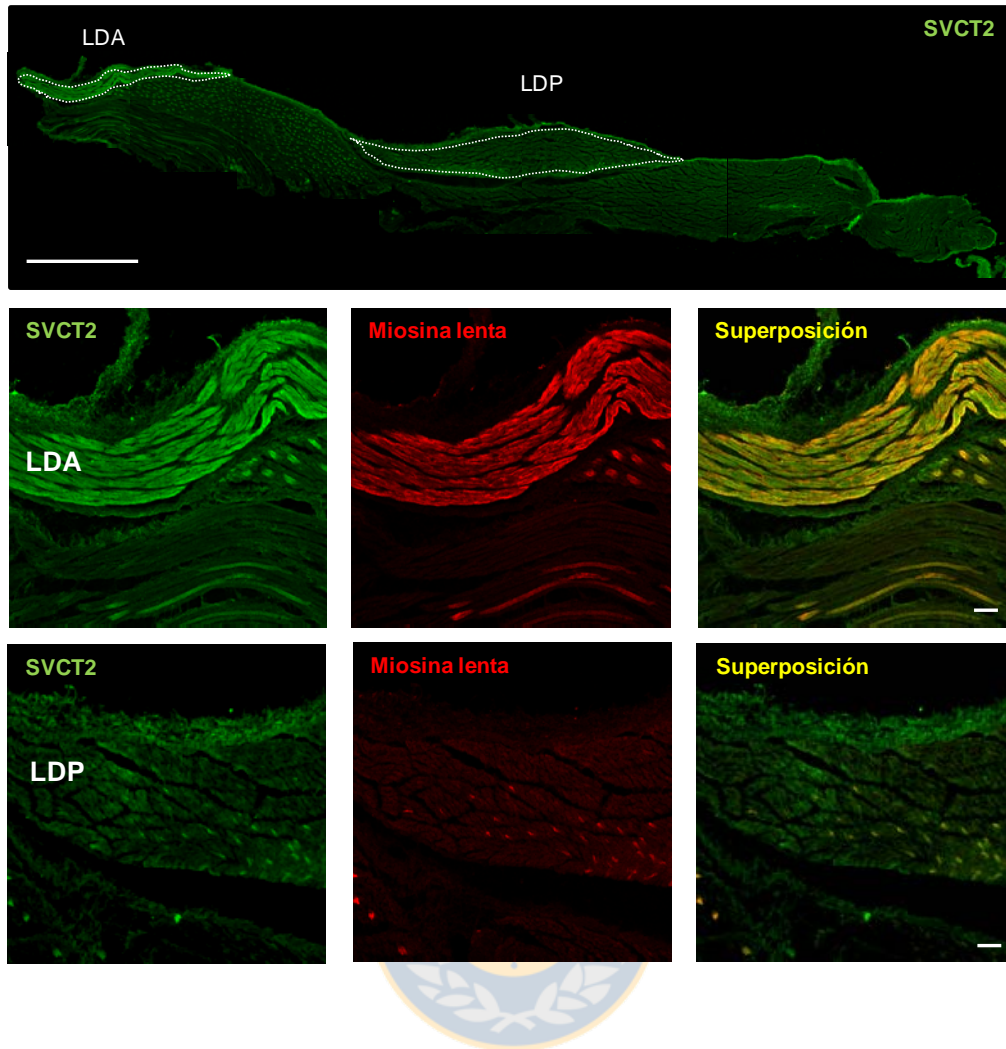 SVCT2
LDA
LDP
SVCT2
Miosina lenta
Superposición
LDA
SVCT2
Miosina lenta
Superposición
LDP